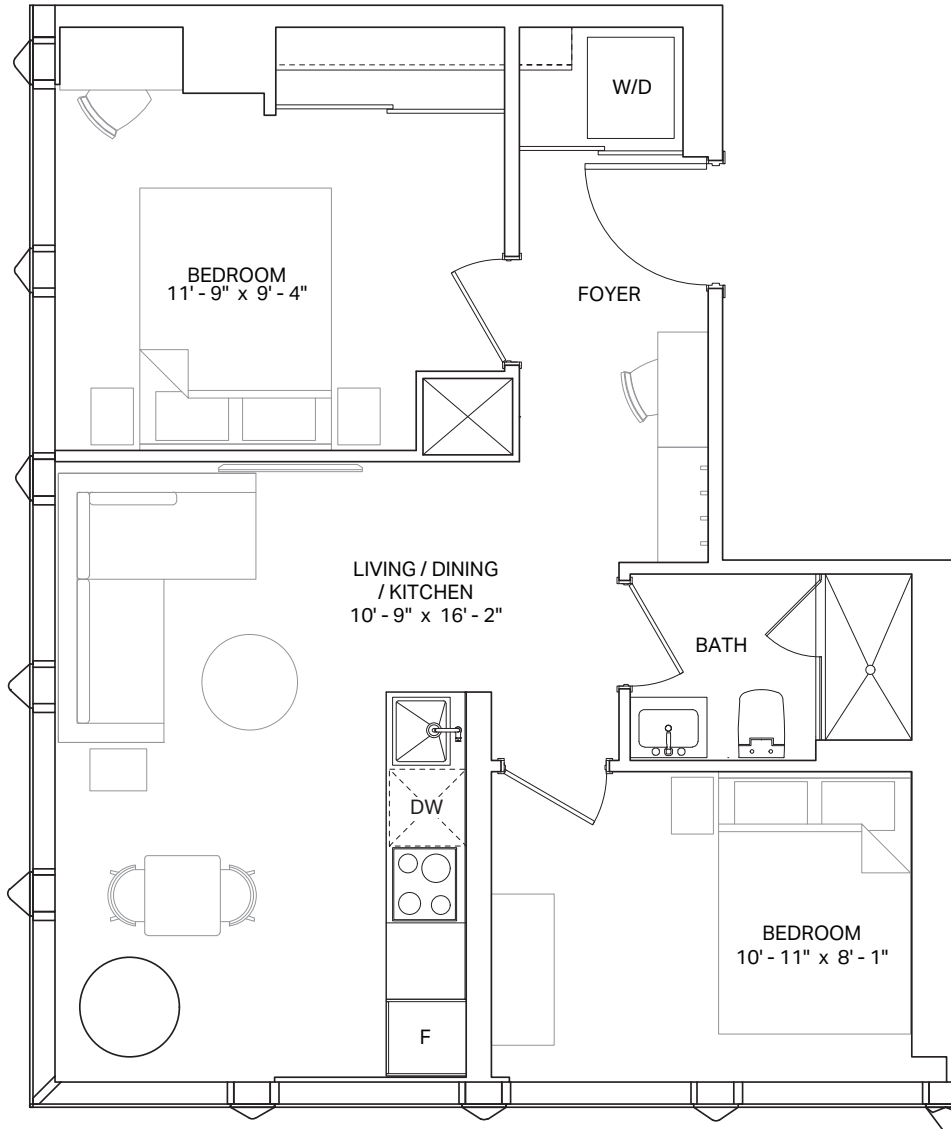 W/D
BEDROOM
11' - 9" x 9' - 4"
FOYER
LIVING / DINING
/ KITCHEN
10' - 9" x 16' - 2"
BATH
DW
BEDROOM
10' - 11" x 8' - 1"
F